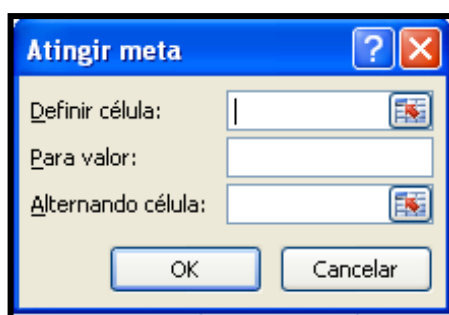 Atingir meta
Definir célula:
Para valor:
Alternando célula:
OK Cancelar